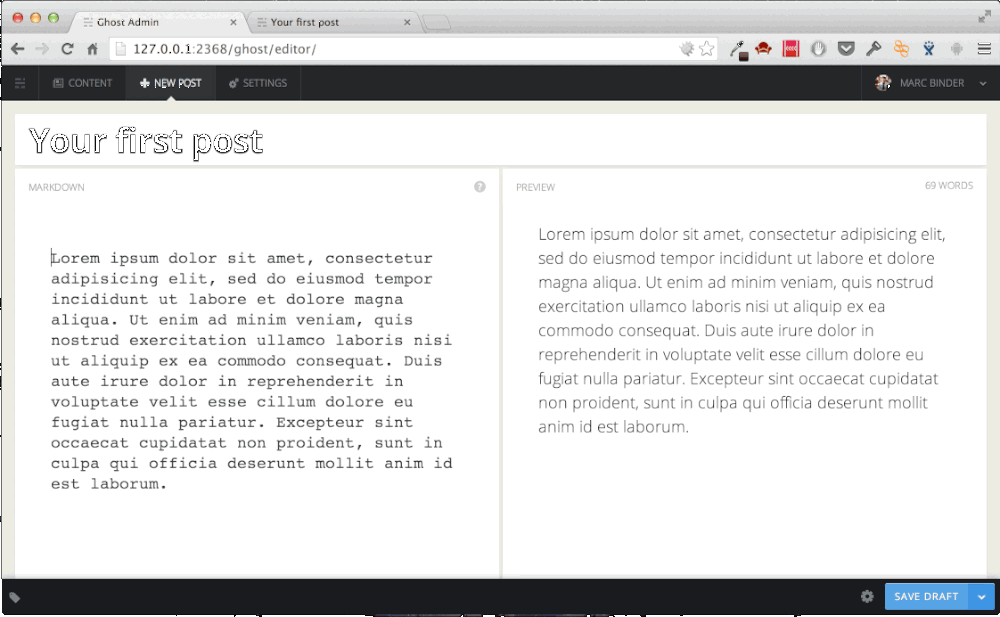 Ghost Admin
Your first post
127.0.0.1:2368/ghost/editor/
CONTENT
NEW POST
SETTINGS
MARC BINDER
Your first post
MARKDOWN
?
Lorem ipsum dolor sit amet, consectetur
adipisicing elit, sed do eiusmod tempor
incididunt ut labore et dolore magna
aliqua. Ut enim ad minim veniam, quis
nostrud exercitation ullamco laboris nisi
ut aliquip ex ea commodo consequat. Duis
aute irure dolor in reprehenderit in
voluptate velit esse cillum dolore eu
fugiat nulla pariatur. Excepteur sint
occaecat cupidatat non proident, sunt in
culpa qui officia deserunt mollit anim id
est laborum.
PREVIEW
69 WORDS
Lorem ipsum dolor sit amet, consectetur adipisicing elit,
sed do eiusmod tempor incididunt ut labore et dolore
magna aliqua. Ut enim ad minim veniam, quis nostrud
exercitation ullamco laboris nisi ut aliquip ex ea
commodo consequat. Duis aute irure dolor in
reprehenderit in voluptate velit esse cillum dolore eu
fugiat nulla pariatur. Excepteur sint occaecat cupidatat
non proident, sunt in culpa qui officia deserunt mollit
anim id est laborum.
SAVE DRAFT